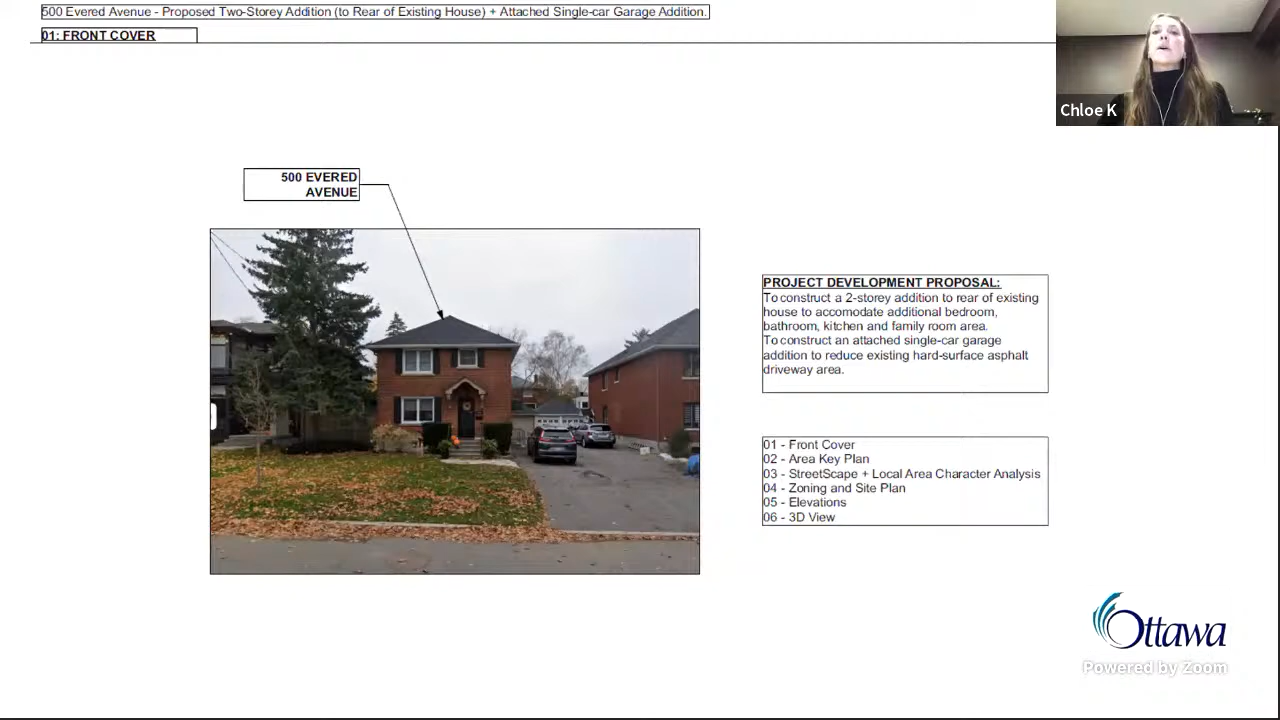 500 Evered Avenue - Proposed Two-Storey Addition (to Rear of Existing House) + Attached Single-car Garage Addition.
01: FRONT COVER
Chloe K
500 EVERED
AVENUE
PROJECT DEVELOPMENT PROPOSAL:
To construct a 2-storey addition to rear of existing
house to accomodate additional bedroom,
bathroom, kitchen and family room area.
To construct an attached single-car garage
addition to reduce existing hard-surface asphalt
driveway area.
01 - Front Cover
02 - Area Key Plan
03 - StreetScape + Local Area Character Analysis
04 - Zoning and Site Plan
05 - Elevations
06 - 3D View
Ottawa
Powered by Zoom